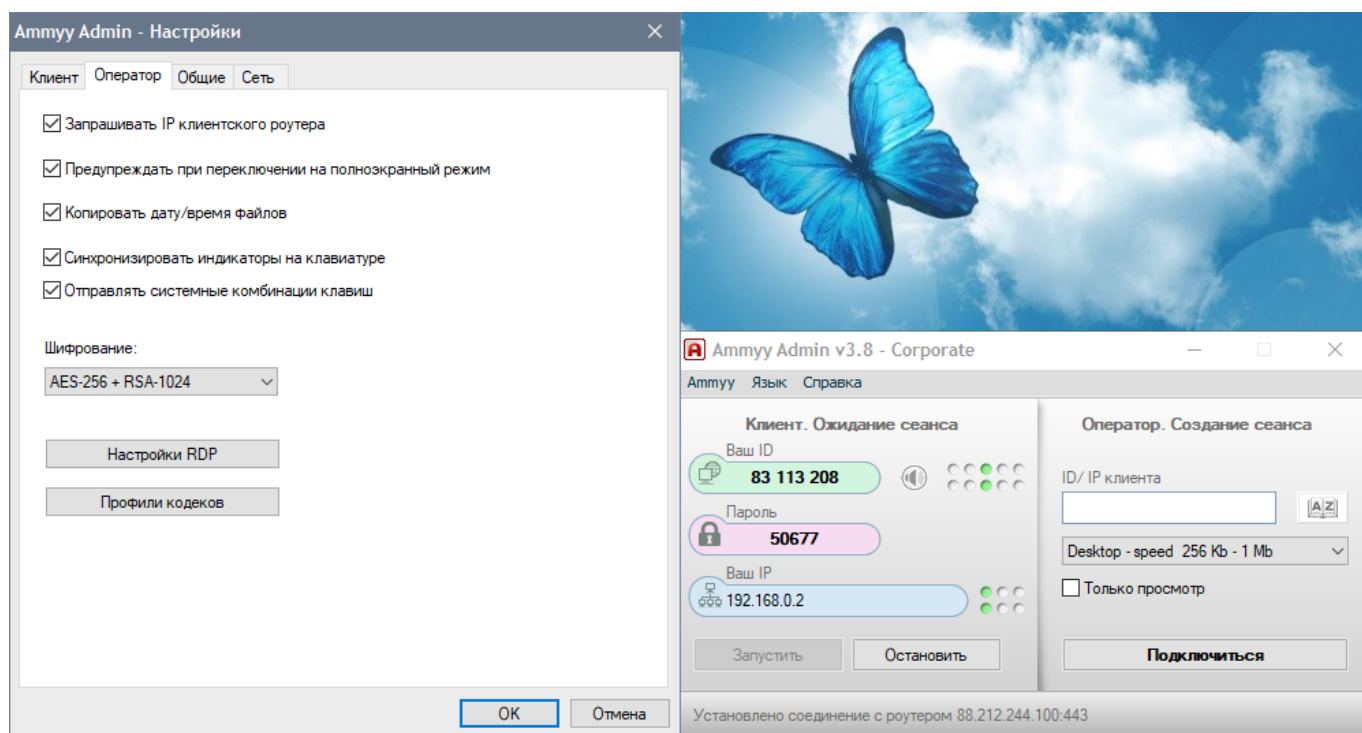 Ammyy Admin - Настройки
Клиент Оператор Общие Сеть
Запрашивать IP клиентского роутера
Предупреждать при переключении на полноэкранный режим
Копировать дату/время файлов
Синхронизировать индикаторы на клавиатуре
Отправлять системные комбинации клавиш
Шифрование:
AES-256 + RSA-1024
Настройки RDP
Профили кодеков
OK Отмена
Ammyy Admin v3.8 - Corporate
Ammyy Язык Справка
Клиент. Ожидание сеанса
Ваш ID
83 113 208
Пароль
50677
Ваш IP
192.168.0.2
Запустить Остановить
Оператор. Создание сеанса
ID/ IP клиента
AZ
Desktop - speed 256 Kb - 1 Mb
Только просмотр
Подключиться
Установлено соединение с роутером 88.212.244.100:443